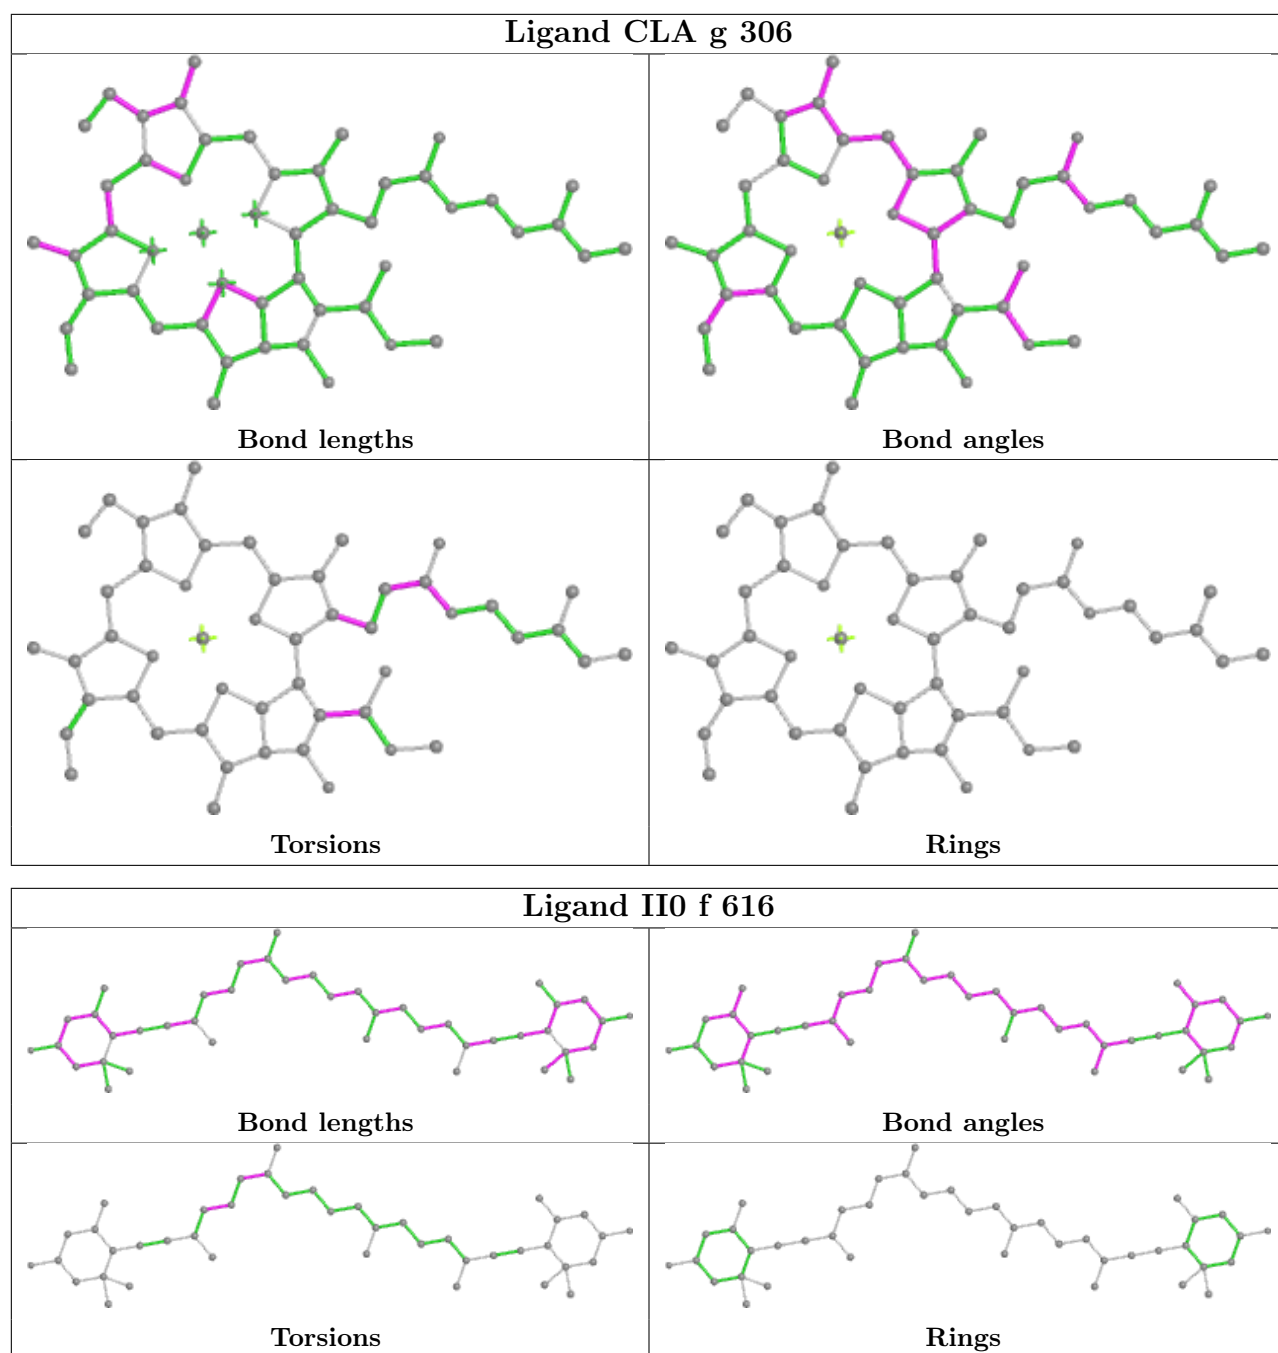 Ligand CLA g 306
Bond lengths
Bond angles
Torsions
Rings
Ligand II0 f 616
Bond lengths
Bond angles
Torsions
Rings